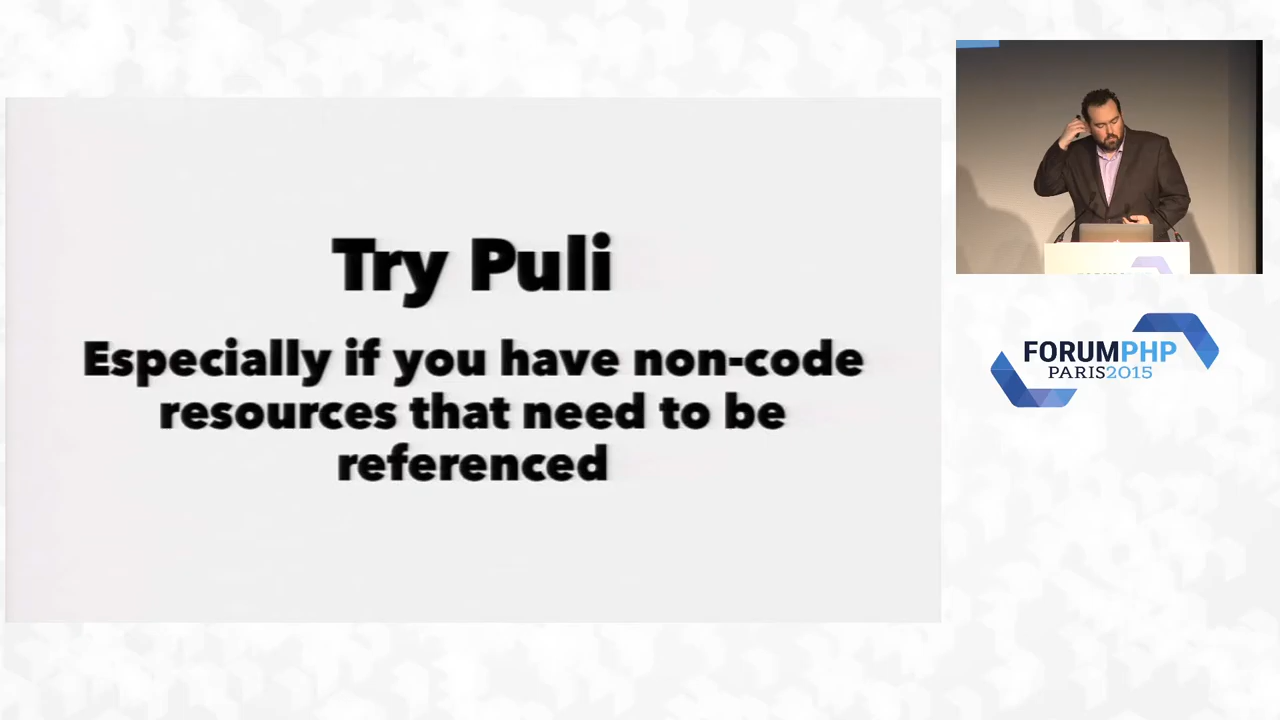 Try Puli
Especially if you have non-code
resources that need to be
referenced
FORUMPHP
PARIS2015